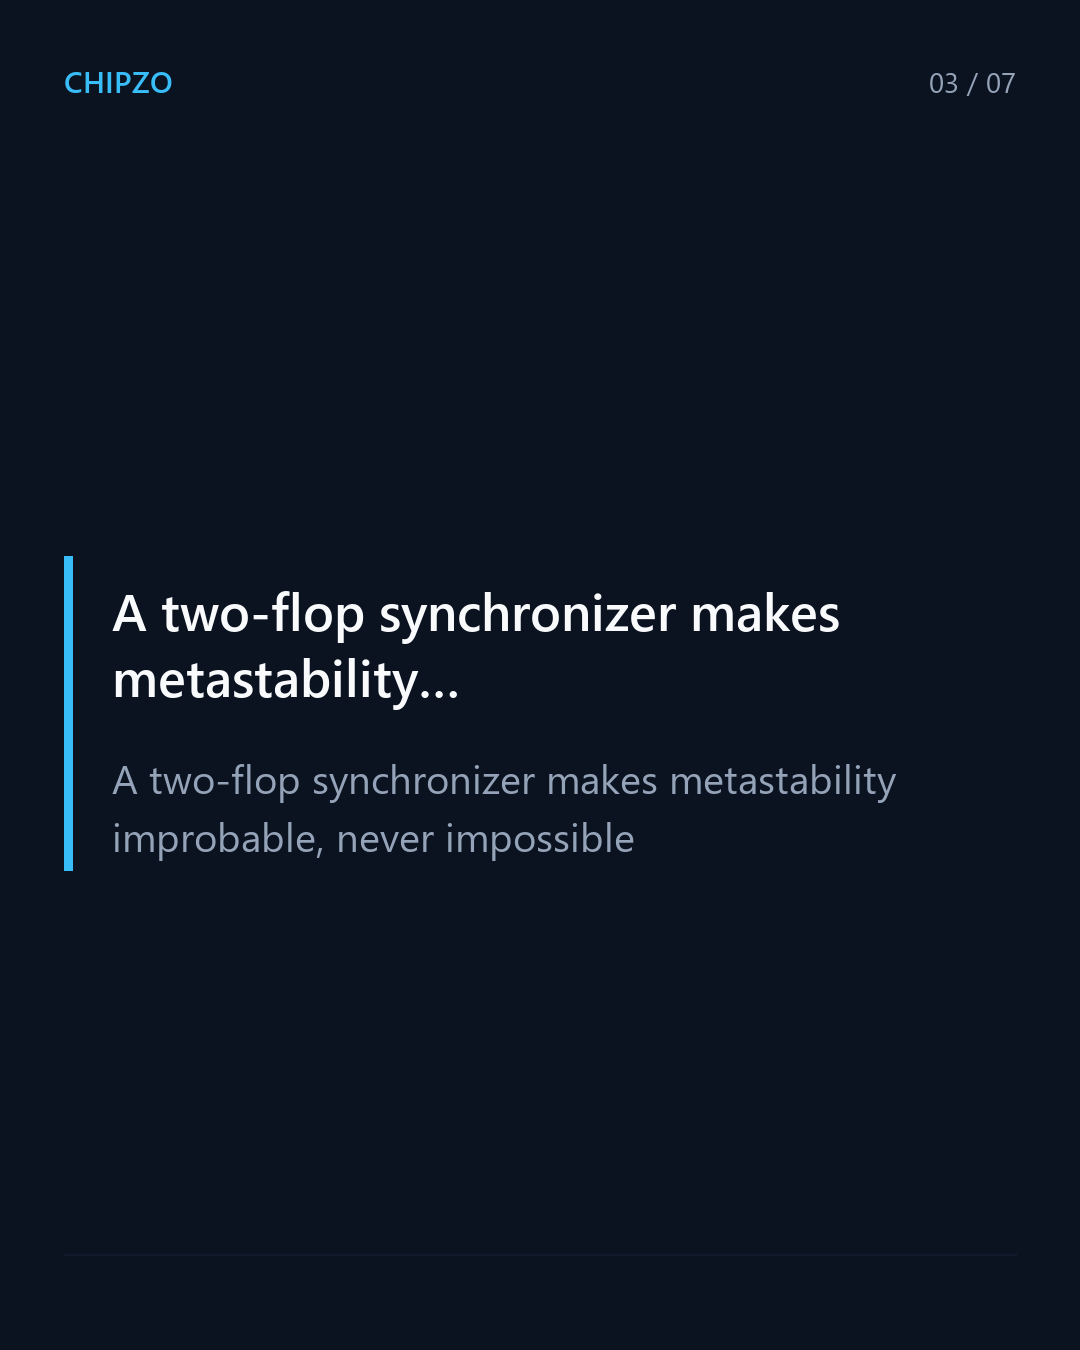 CHIPZO
03 / 07
A two-flop synchronizer makes
metastability...
A two-flop synchronizer makes metastability
improbable, never impossible